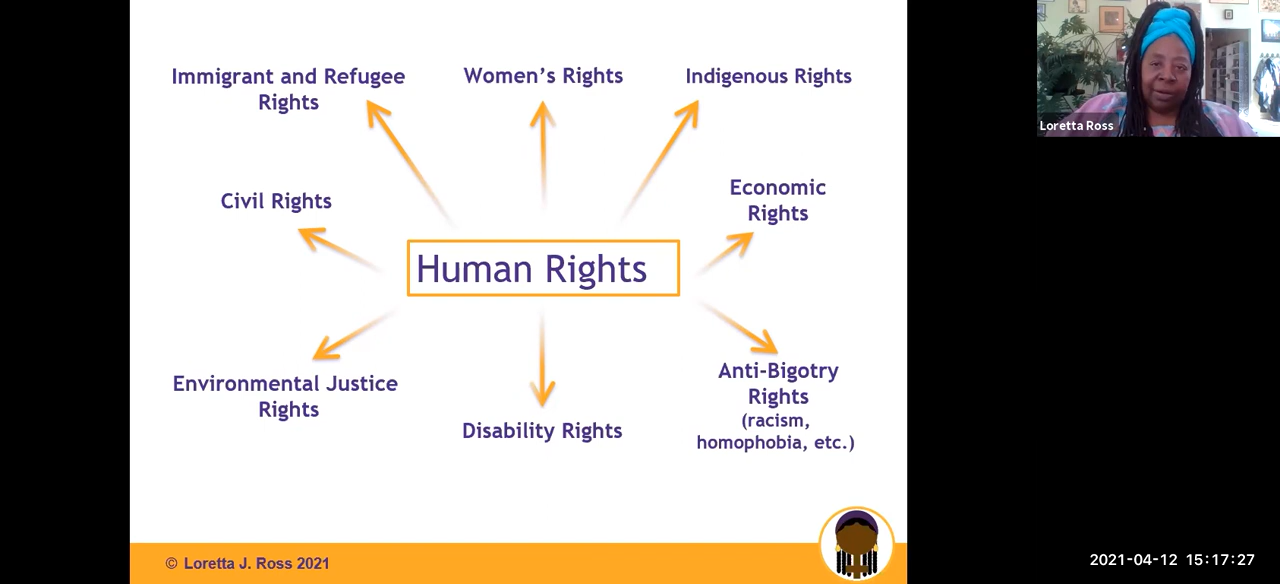 Immigrant and Refugee
Rights
Women's Rights
Indigenous Rights
Loretta Ross
Civil Rights
Economic
Rights
Human Rights
Environmental Justice
Rights
Disability Rights
Anti-Bigotry
Rights
(racism,
homophobia, etc.)
© Loretta J. Ross 2021
2021-04-12 15:17:27